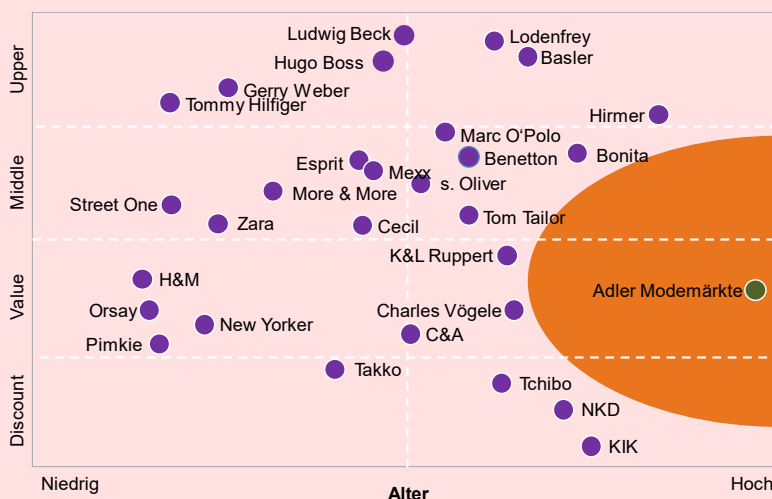 Upper
Middle
Value
Discount
Ludwig Beck
Lodenfrey
Hugo Boss
Basler
Gerry Weber
Tommy Hilfiger
Hirmer
Marc O‘Polo
Esprit
Benetton
Bonita
Mexx
s. Oliver
More & More
Street One
Tom Tailor
Zara
Cecil
K&L Ruppert
H&M
Adler Modemärkte
Orsay
Charles Vögele
New Yorker
C&A
Pimkie
Takko
Tchibo
NKD
KIK
Niedrig
Alter
Hoch